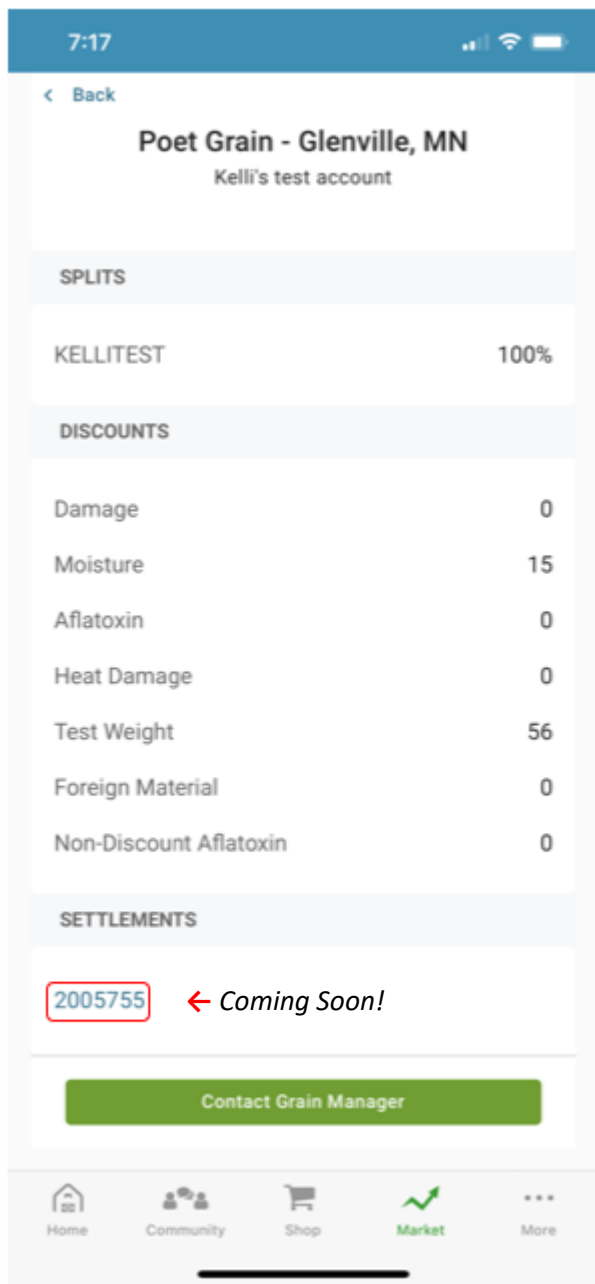 7:17
< Back
Poet Grain - Glenville, MN
Kelli's test account
SPLITS
KELLITEST 100%
DISCOUNTS
Damage 0
Moisture 15
Aflatoxin 0
Heat Damage 0
Test Weight 56
Foreign Material 0
Non-Discount Aflatoxin 0
SETTLEMENTS
2005755 ← Coming Soon!
Contact Grain Manager
Home Community Shop Market More